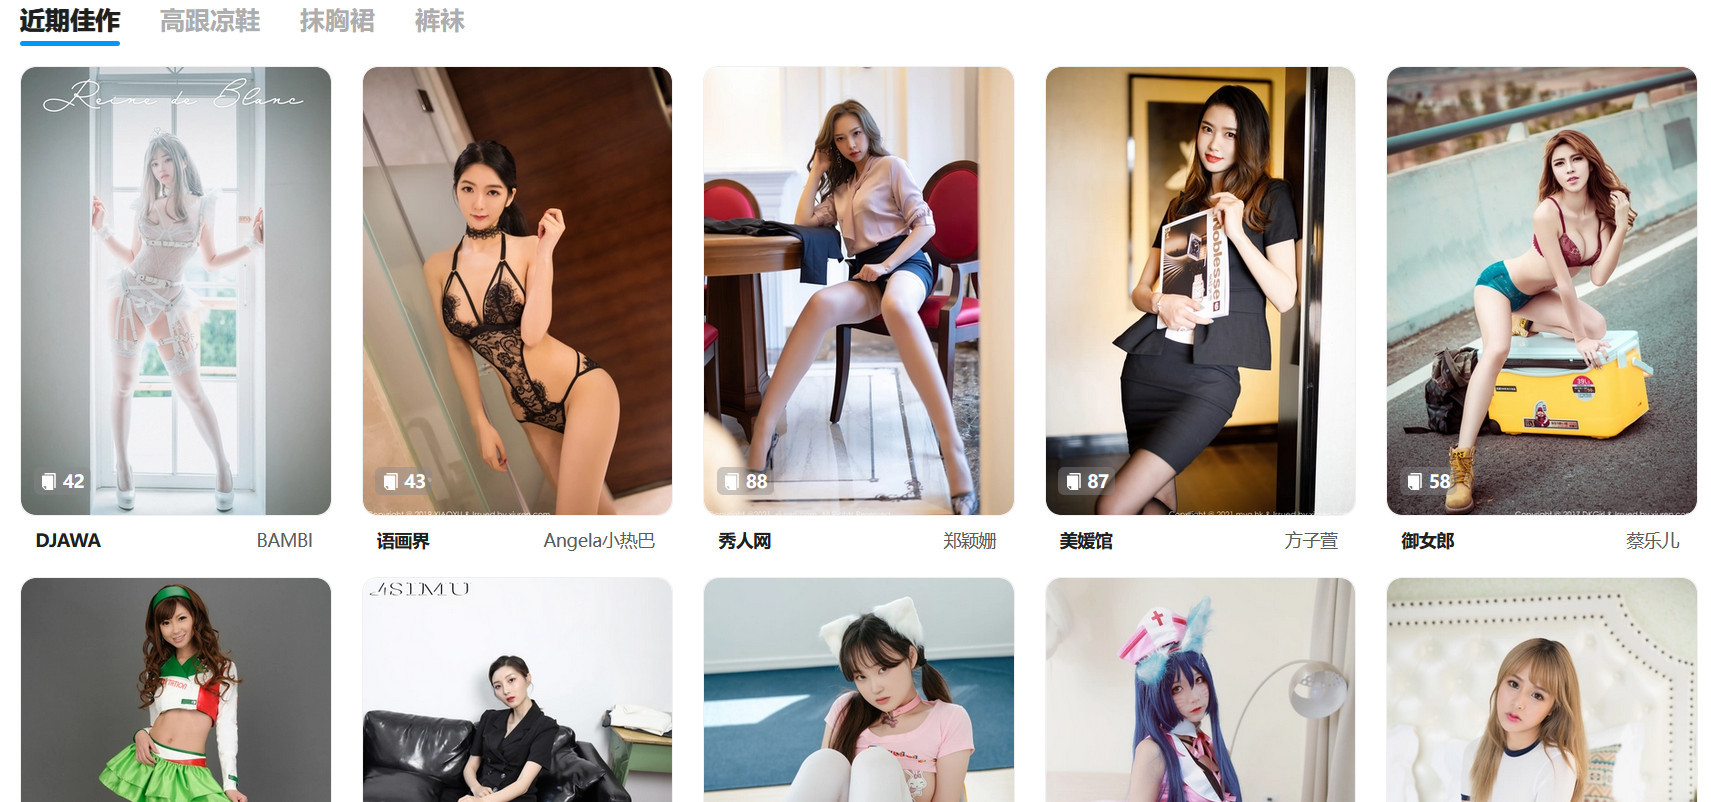 近期佳作 高跟凉鞋 抹胸裙 裤袜
Reine de Blanc
noblesse
42
43
88
87
58
DJAWA BAMBI
语画界 Angela小热巴
秀人网 郑颖姗
美媛馆 方子萱
御女郎 蔡乐儿